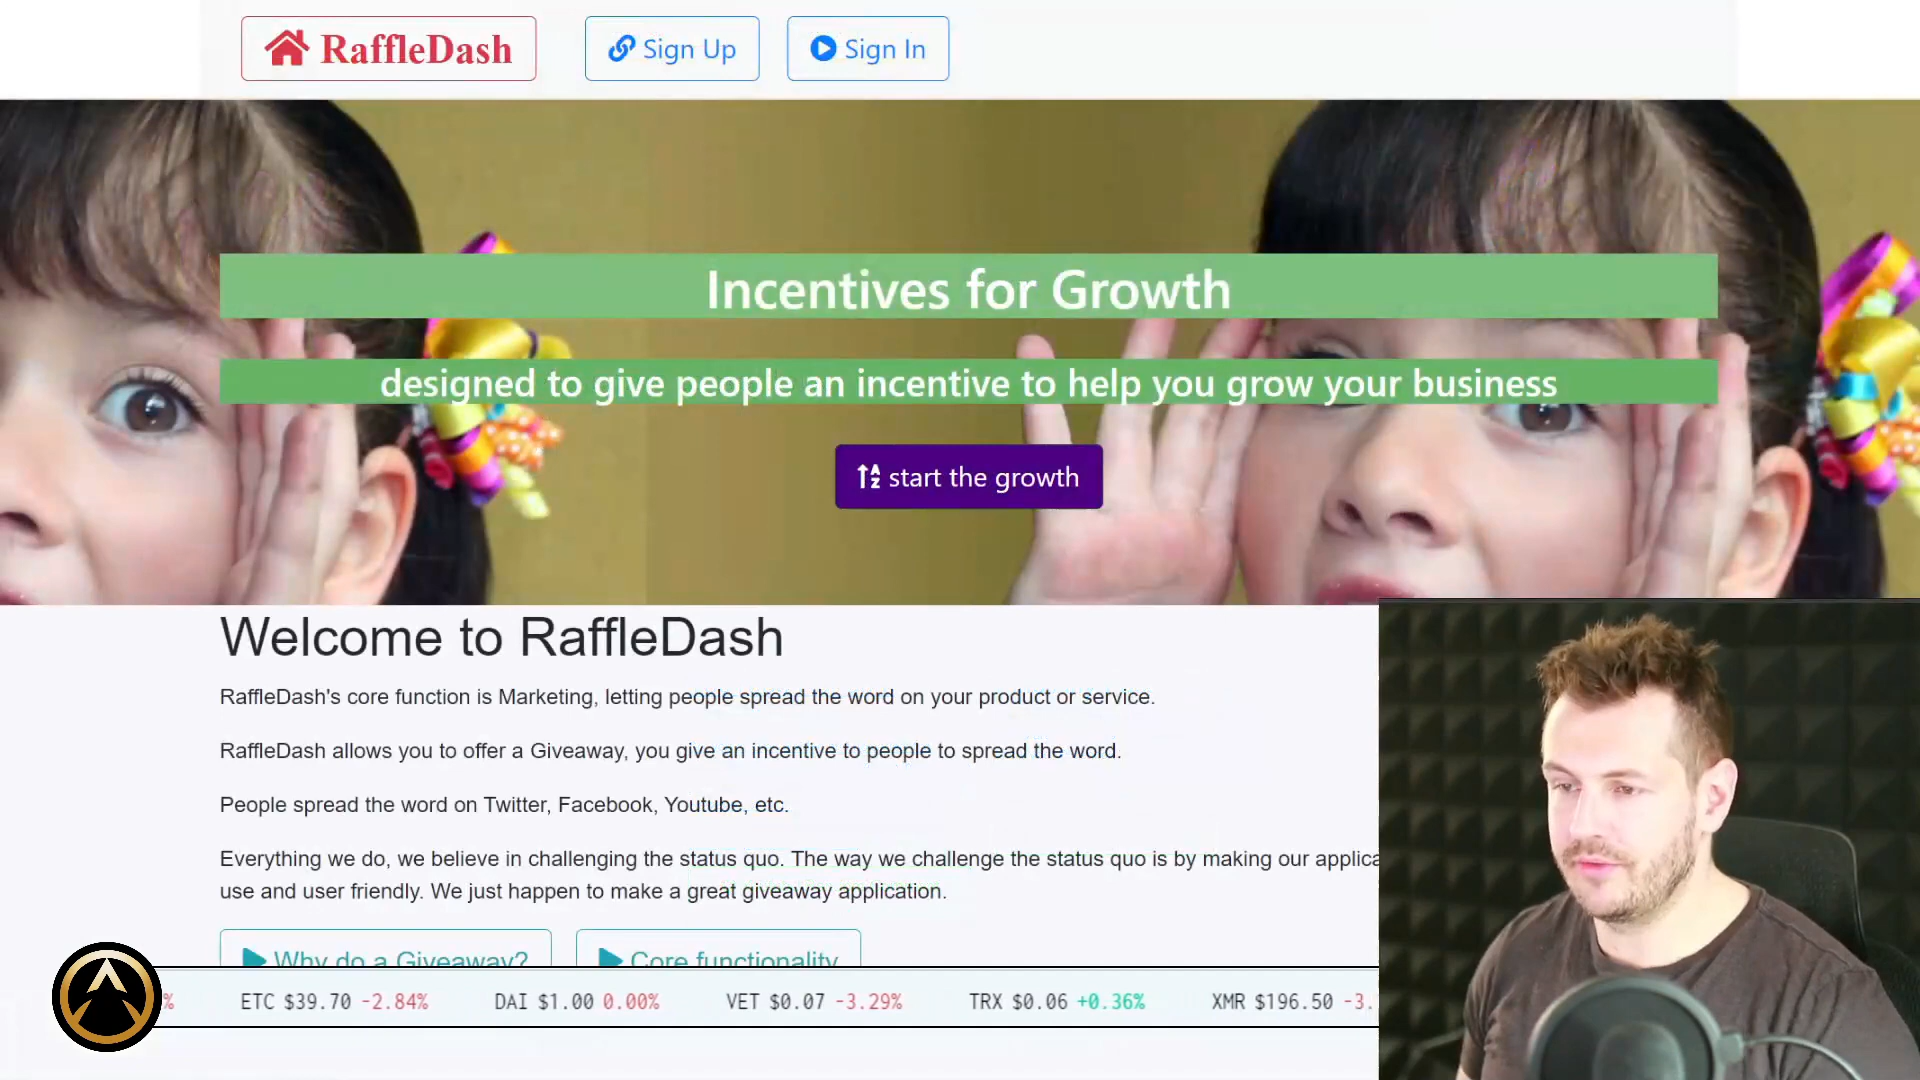 RaffleDash
Sign Up
Sign In
Incentives for Growth
designed to give people an incentive to help you grow your business
start the growth
Welcome to RaffleDash
RaffleDash's core function is Marketing, letting people spread the word on your product or service.
RaffleDash allows you to offer a Giveaway, you give an incentive to people to spread the word.
People spread the word on Twitter, Facebook, Youtube, etc.
Everything we do, we believe in challenging the status quo. The way we challenge the status quo is by making our applica
use and user friendly. We just happen to make a great giveaway application.
Why do a Giveaway?
Core functionality
% ETC $39.70 -2.84% DAI $1.00 0.00% VET $0.07 -3.29% TRX $0.06 +0.36% XMR $196.50 -3.